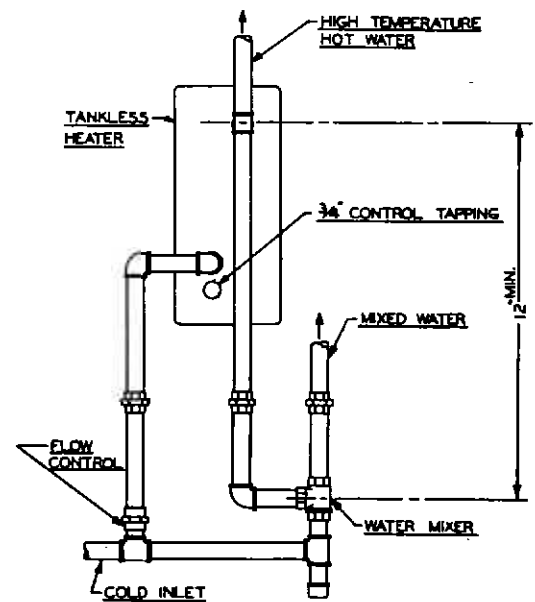 HIGH TEMPERATURE
HOT WATER
TANKLESS
HEATER
3/4" CONTROL TAPPING
12" MIN.
MIXED WATER
FLOW
CONTROL
WATER MIXER
COLD INLET